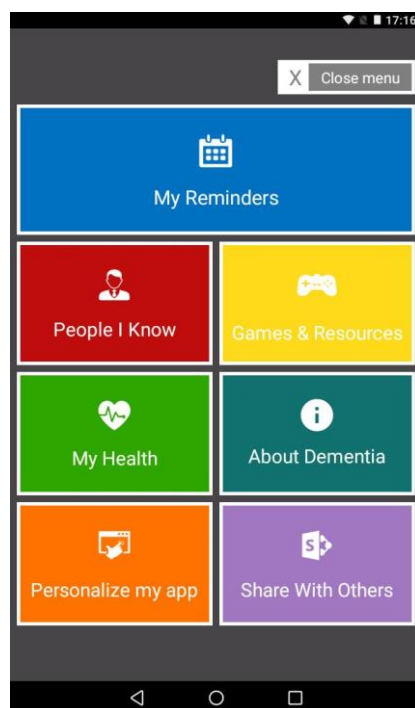 17:16
X Close menu
My Reminders
People I Know
Games & Resources
My Health
About Dementia
Personalize my app
S
Share With Others